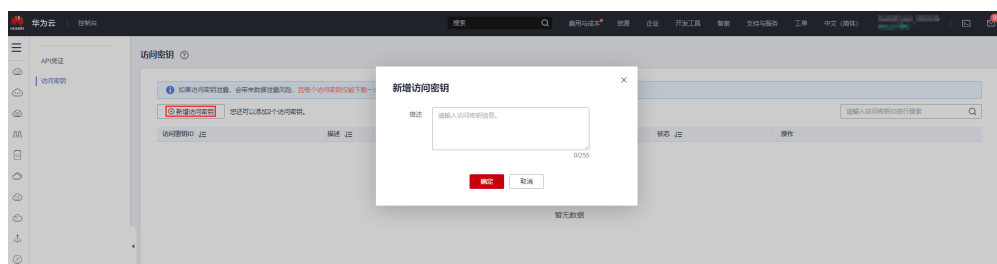 HUAWEI 华为云 控制台 搜索 费用与成本 资源 企业 开发工具 备案 支持与服务 工单 中文 (简体)
API凭证
访问密钥
访问密钥
如果访问密钥泄露，会带来数据泄露风险，且每个访问密钥仅能下载一
新增访问密钥 您还可以添加2个访问密钥。
请输入访问密钥ID进行搜索
访问密钥ID 描述 状态 操作
新增访问密钥
描述
请输入访问密钥信息。
0/255
确定 取消
暂无数据